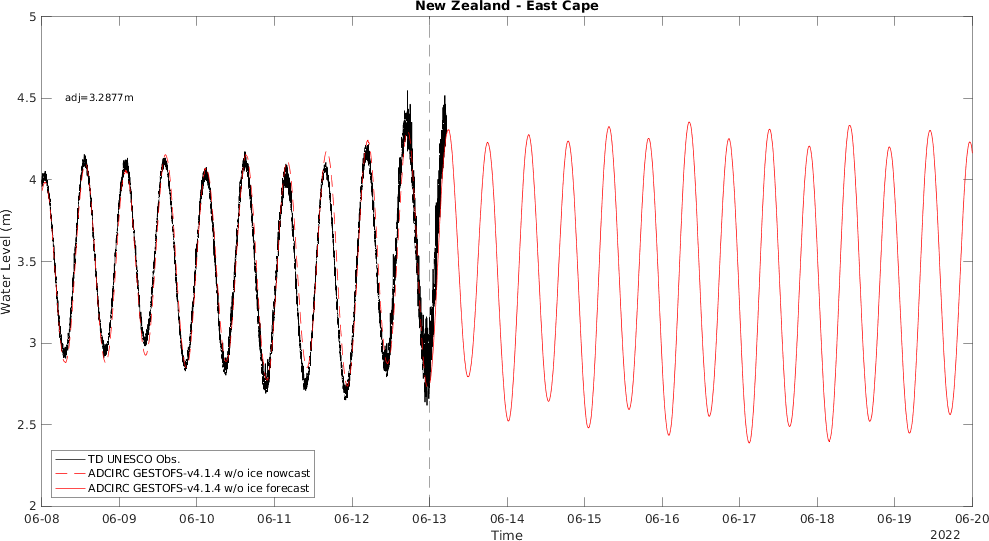 New Zealand - East Cape
5
4.5
adj=3.2877m
4
3.5
3
2.5
2
Water Level (m)
TD UNESCO Obs.
ADCIRC GESTOFS-v4.1.4 w/o ice nowcast
ADCIRC GESTOFS-v4.1.4 w/o ice forecast
06-08 06-09 06-10 06-11 06-12 06-13 06-14 06-15 06-16 06-17 06-18 06-19 06-20
Time
2022